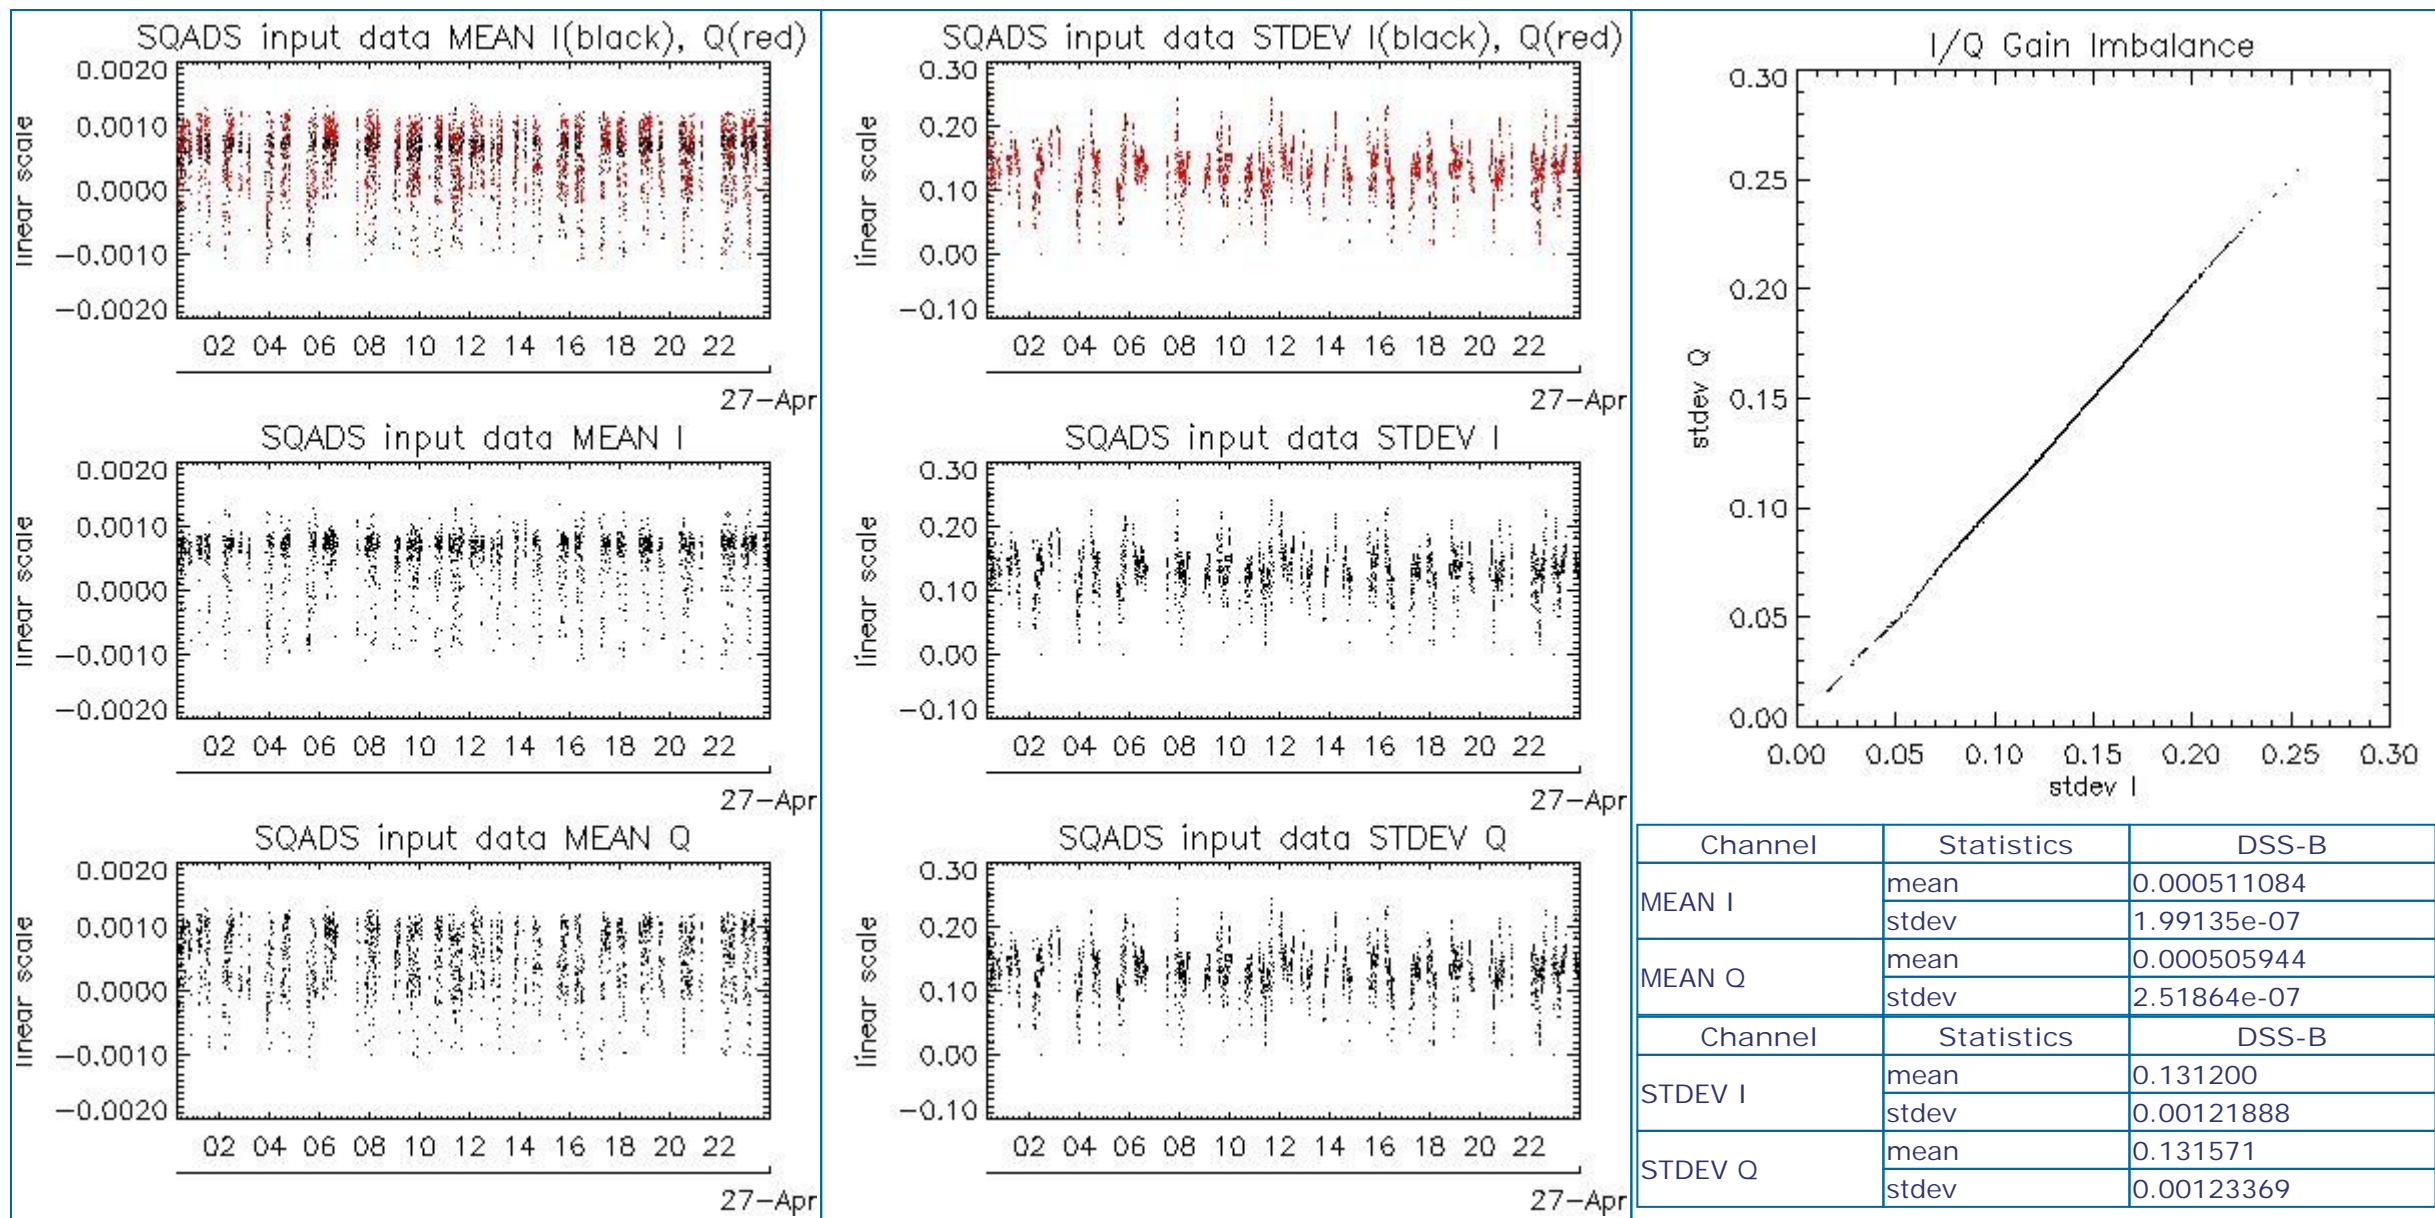 SQADS input data MEAN I(black), Q(red)
0.0020
0.0010
0.0000
−0.0010
−0.0020
linear scale
02 04 06 08 10 12 14 16 18 20 22
27−Apr
SQADS input data MEAN I
0.0020
0.0010
0.0000
−0.0010
−0.0020
linear scale
02 04 06 08 10 12 14 16 18 20 22
27−Apr
SQADS input data MEAN Q
0.0020
0.0010
0.0000
−0.0010
−0.0020
linear scale
02 04 06 08 10 12 14 16 18 20 22
27−Apr
SQADS input data STDEV I(black), Q(red)
0.30
0.20
0.10
0.00
−0.10
linear scale
02 04 06 08 10 12 14 16 18 20 22
27−Apr
SQADS input data STDEV I
0.30
0.20
0.10
0.00
−0.10
linear scale
02 04 06 08 10 12 14 16 18 20 22
27−Apr
SQADS input data STDEV Q
0.30
0.20
0.10
0.00
−0.10
linear scale
02 04 06 08 10 12 14 16 18 20 22
27−Apr
I/Q Gain Imbalance
0.30
0.25
0.20
0.15
0.10
0.05
0.00
stdev Q
0.00 0.05 0.10 0.15 0.20 0.25 0.30
stdev I
Channel Statistics DSS-B
MEAN I mean 0.000511084
stdev 1.99135e-07
MEAN Q mean 0.000505944
stdev 2.51864e-07
Channel Statistics DSS-B
STDEV I mean 0.131200
stdev 0.00121888
STDEV Q mean 0.131571
stdev 0.00123369